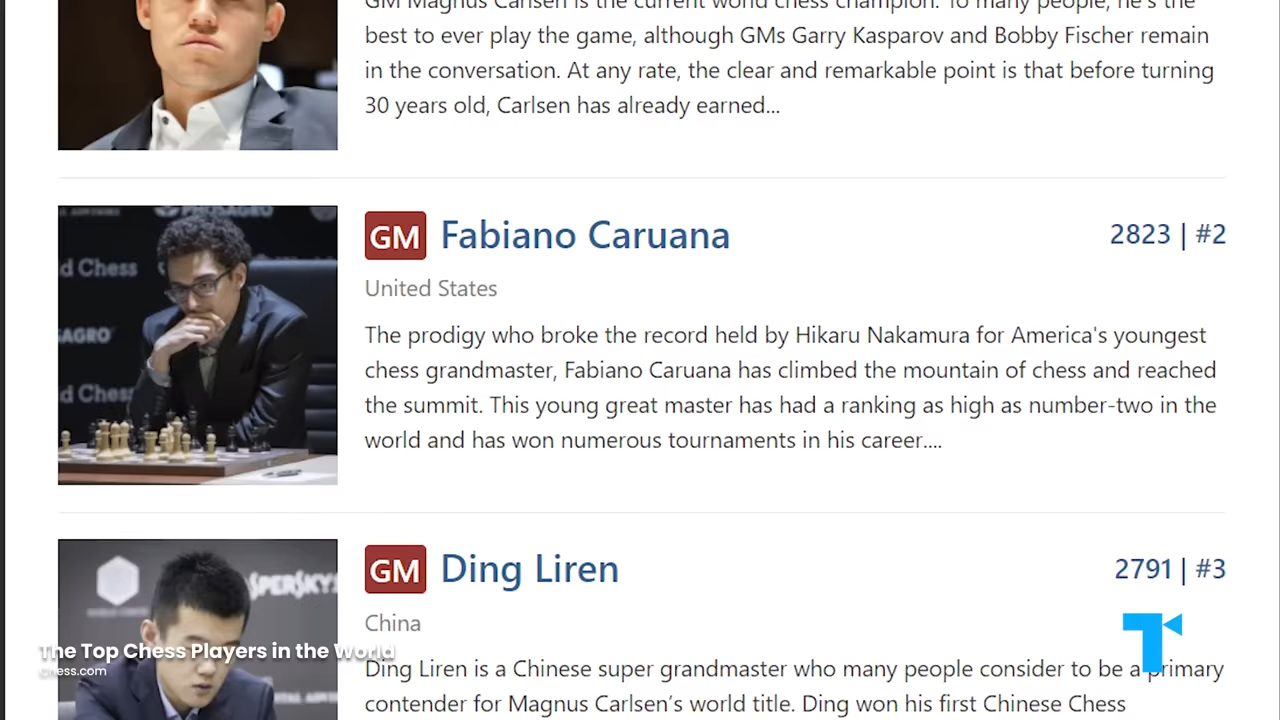 GM Magnus Carlsen is the current world chess champion. To many people, he's the
best to ever play the game, although GMs Garry Kasparov and Bobby Fischer remain
in the conversation. At any rate, the clear and remarkable point is that before turning
30 years old, Carlsen has already earned...
GM Fabiano Caruana
2823 | #2
United States
The prodigy who broke the record held by Hikaru Nakamura for America's youngest
chess grandmaster, Fabiano Caruana has climbed the mountain of chess and reached
the summit. This young great master has had a ranking as high as number-two in the
world and has won numerous tournaments in his career....
d Chess
SAGRO
d Chess
GM Ding Liren
2791 | #3
China
Ding Liren is a Chinese super grandmaster who many people consider to be a primary
contender for Magnus Carlsen's world title. Ding won his first Chinese Chess
SPERSKY
The Top Chess Players in the World
Chess.com